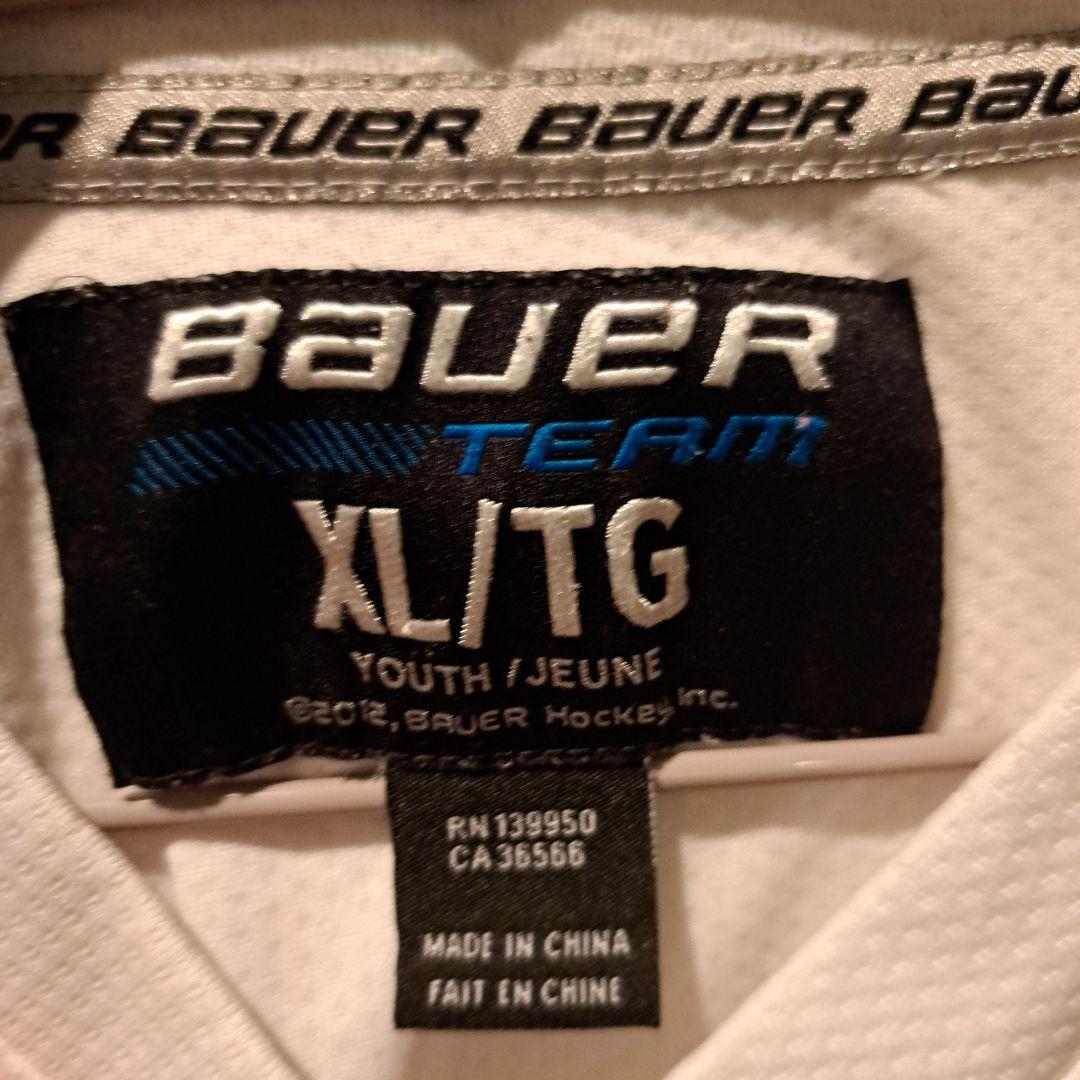 BAUER BAUER
BAUER
TEAM
XL/TG
YOUTH / JEUNE
©2012, BAUER Hockey, Inc.
RN 139950
CA 36566
MADE IN CHINA
FAIT EN CHINE